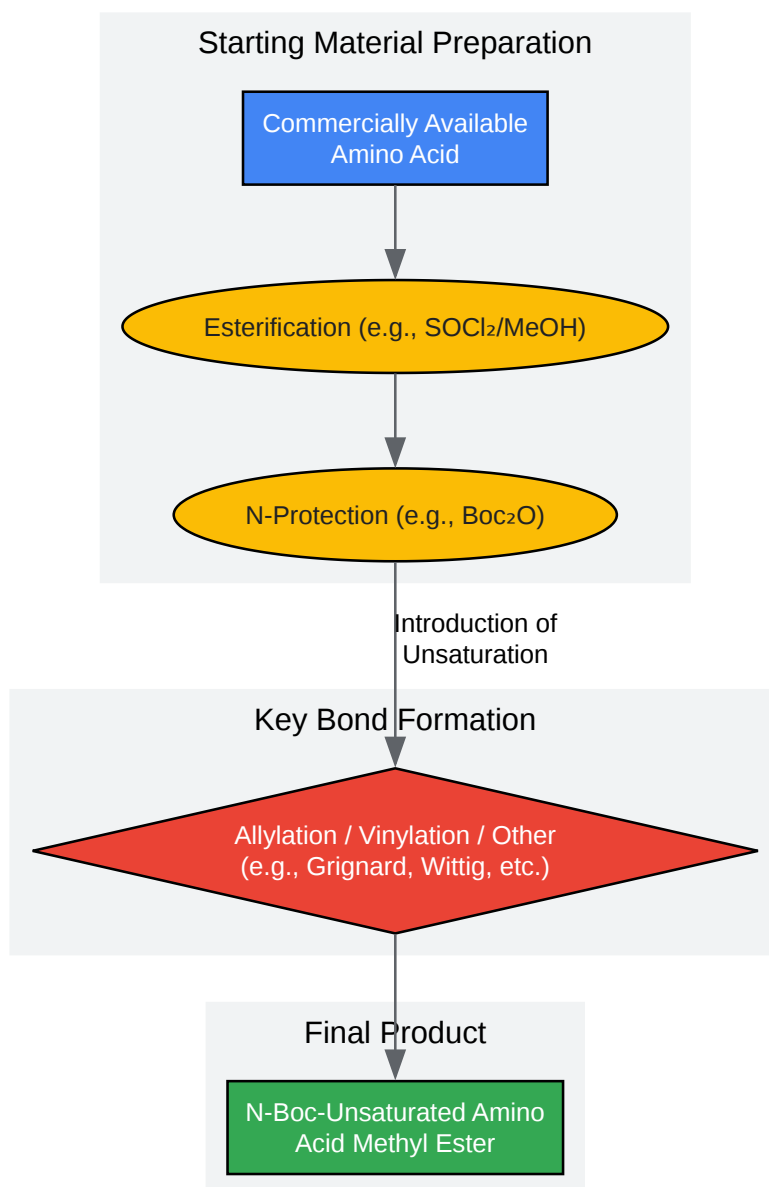 Starting Material Preparation
Commercially Available
Amino Acid
Esterification (e.g., SOCl₂/MeOH)
N-Protection (e.g., Boc₂O)
Introduction of
Unsaturation
Key Bond Formation
Allylation / Vinylation / Other
(e.g., Grignard, Wittig, etc.)
Final Product
N-Boc-Unsaturated Amino
Acid Methyl Ester